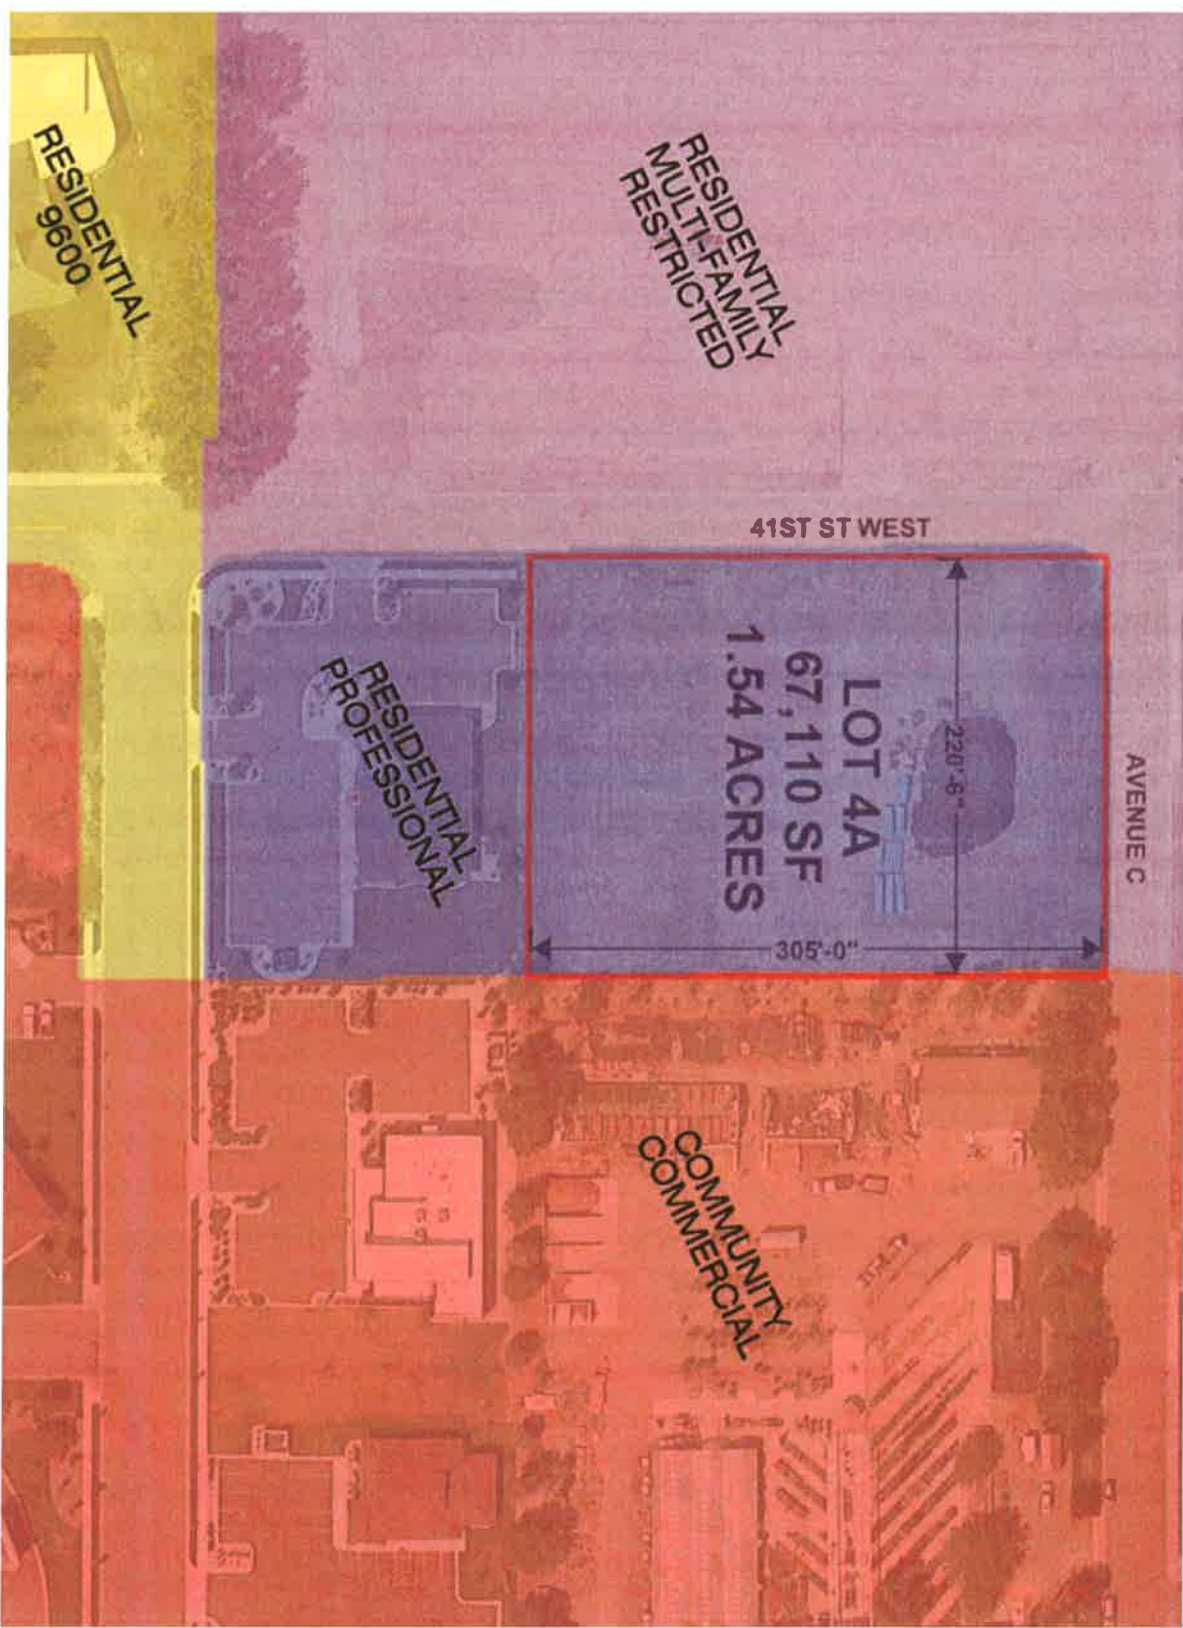 RESIDENTIAL
9600
RESIDENTIAL
MULTI-FAMILY
RESTRICTED
41ST ST WEST
LOT 4A
67,110 SF
1.54 ACRES
220'-6"
305'-0"
AVENUE C
RESIDENTIAL
PROFESSIONAL
COMMUNITY
COMMERCIAL